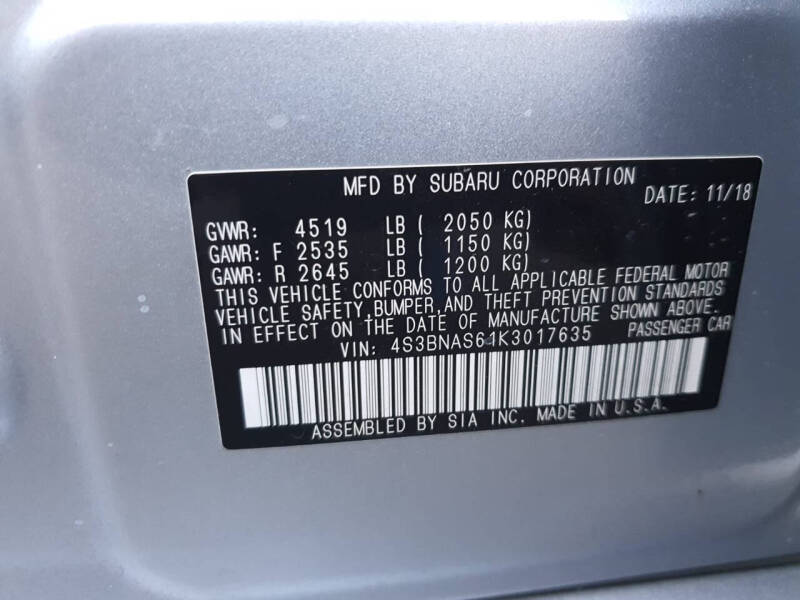 MFD BY SUBARU CORPORATION
DATE: 11/18
GVWR: 4519 LB ( 2050 KG)
GAWR: F 2535 LB ( 1150 KG)
GAWR: R 2645 LB ( 1200 KG)
THIS VEHICLE CONFORMS TO ALL APPLICABLE FEDERAL MOTOR
VEHICLE SAFETY,BUMPER,AND THEFT PREVENTION STANDARDS
IN EFFECT ON THE DATE OF MANUFACTURE SHOWN ABOVE.
VIN: 4S3BNAS61K3017635 PASSENGER CAR
ASSEMBLED BY SIA INC. MADE IN U.S.A.